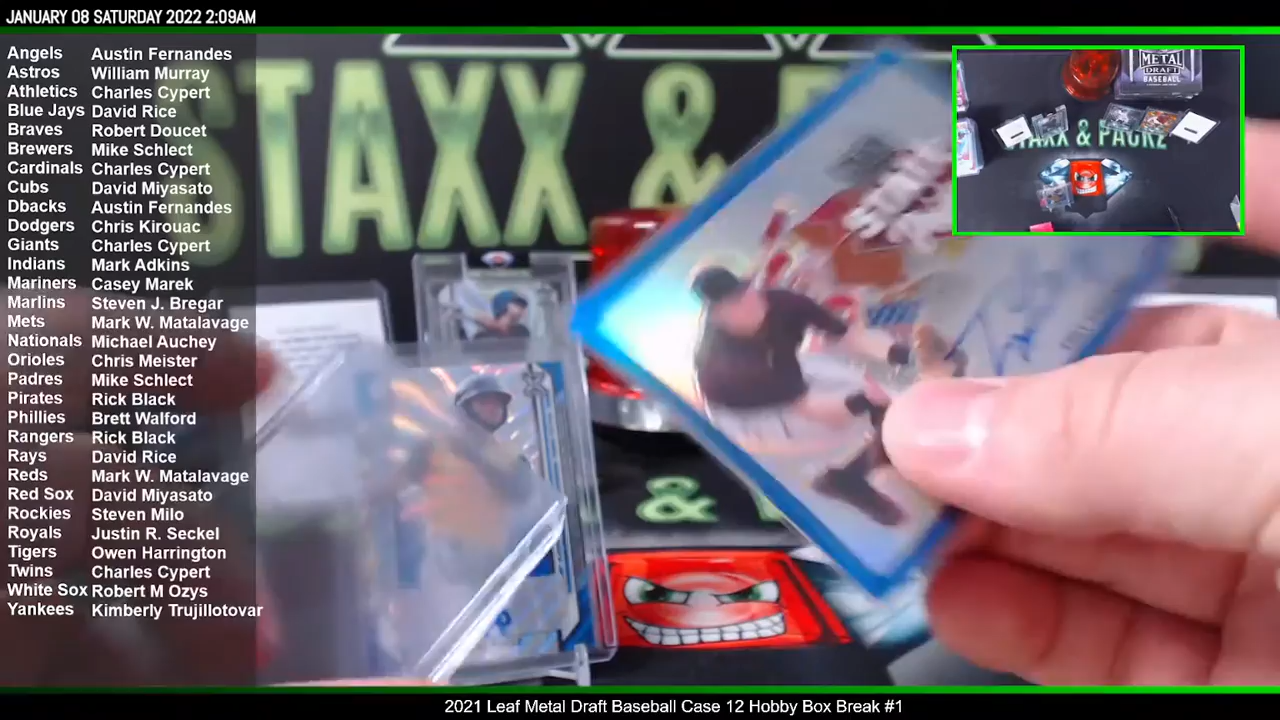 JANUARY 08 SATURDAY 2022 2:09AM
Angels Austin Fernandes
Astros William Murray
Athletics Charles Cypert
Blue Jays David Rice
Braves Robert Doucet
Brewers Mike Schlect
Cardinals Charles Cypert
Cubs David Miyasato
Dbacks Austin Fernandes
Dodgers Chris Kirouac
Giants Charles Cypert
Indians Mark Adkins
Mariners Casey Marek
Marlins Steven J. Bregar
Mets Mark W. Matalavage
Nationals Michael Auchey
Orioles Chris Meister
Padres Mike Schlect
Pirates Rick Black
Phillies Brett Walford
Rangers Rick Black
Rays David Rice
Reds Mark W. Matalavage
Red Sox David Miyasato
Rockies Steven Milo
Royals Justin R. Seckel
Tigers Owen Harrington
Twins Charles Cypert
White Sox Robert M Ozys
Yankees Kimberly Trujillotovar
STAXX &
&
METAL
DRAFT
BASEBALL
TAXX & PACKZ
2021 Leaf Metal Draft Baseball Case 12 Hobby Box Break #1